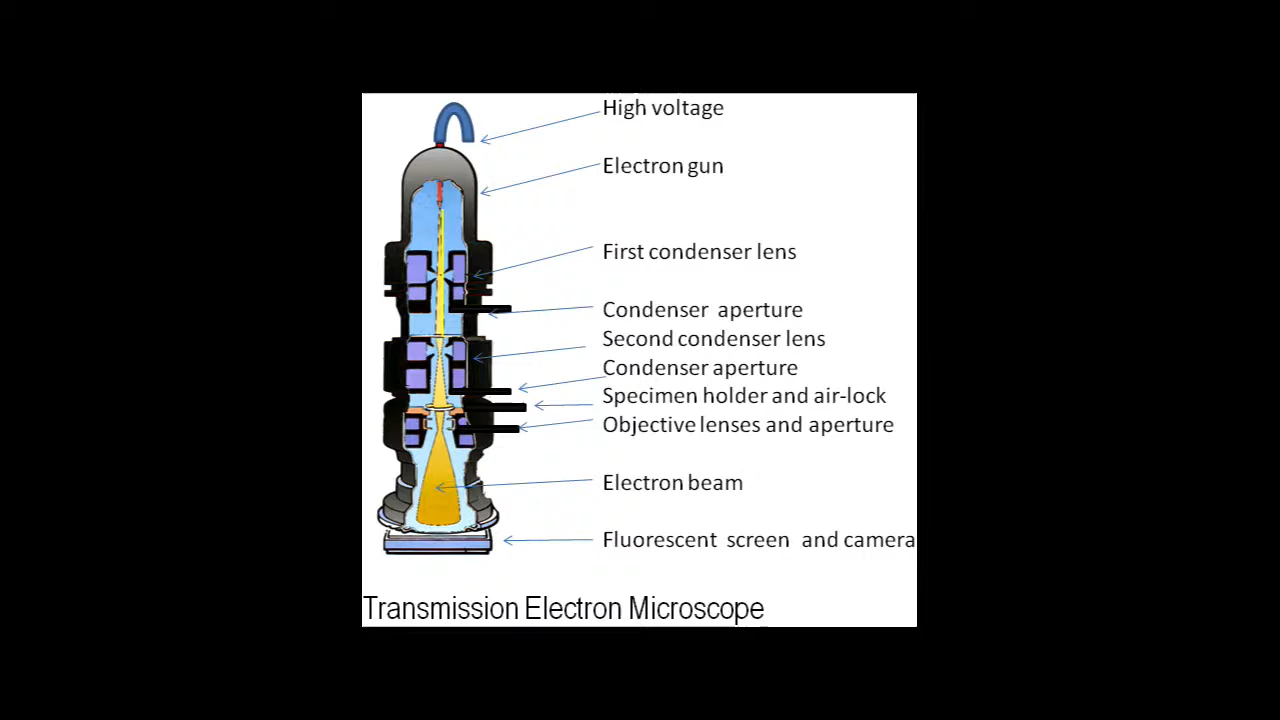 High voltage
Electron gun
First condenser lens
Condenser aperture
Second condenser lens
Condenser aperture
Specimen holder and air-lock
Objective lenses and aperture
Electron beam
Fluorescent screen and camera
Transmission Electron Microscope